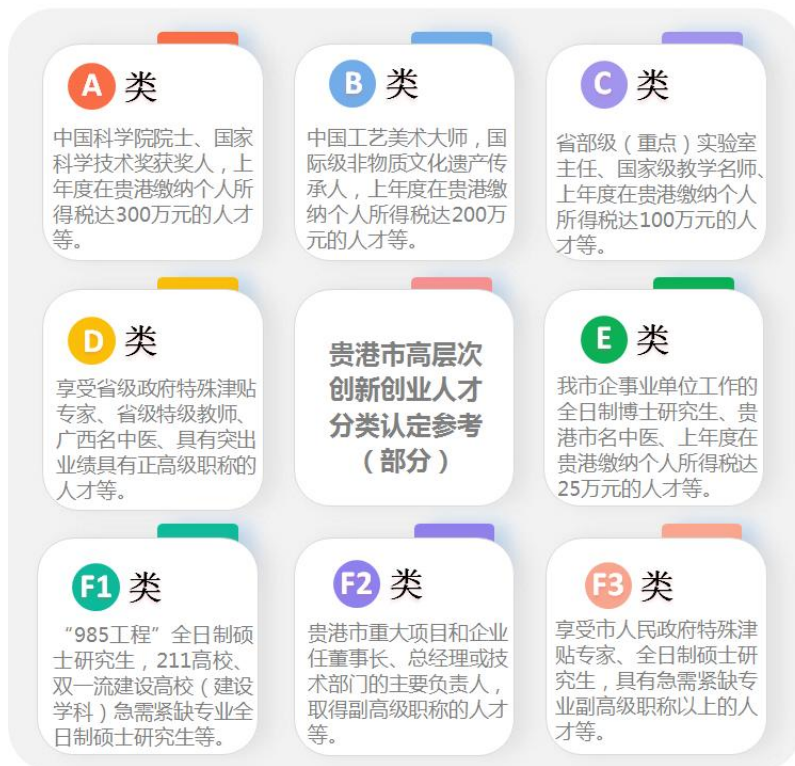 A 类
中国科学院院士、国家
科学技术奖获奖人，上
年度在贵港缴纳个人所
得税达300万元的人才
等。
B 类
中国工艺美术大师，国
际级非物质文化遗产传
承人，上年度在贵港缴
纳个人所得税达200万
元的人才等。
C 类
省部级（重点）实验室
主任、国家级教学名师、
上年度在贵港缴纳个人
所得税达100万元的人
才等。
D 类
享受省级政府特殊津贴
专家、省级特级教师、
广西名中医、具有突出
业绩具有正高级职称的
人才等。
贵港市高层次
创新创业人才
分类认定参考
（部分）
E 类
我市企事业单位工作的
全日制博士研究生、贵
港市名中医、上年度在
贵港缴纳个人所得税达
25万元的人才等。
F1 类
“985工程”全日制硕
士研究生，211高校、
双一流建设高校（建设
学科）急需紧缺专业全
日制硕士研究生等。
F2 类
贵港市重大项目和企业
任董事长、总经理或技
术部门的主要负责人，
取得副高级职称的人才
等。
F3 类
享受市人民政府特殊津
贴专家、全日制硕士研
究生，具有急需紧缺专
业副高级职称以上的人
才等。